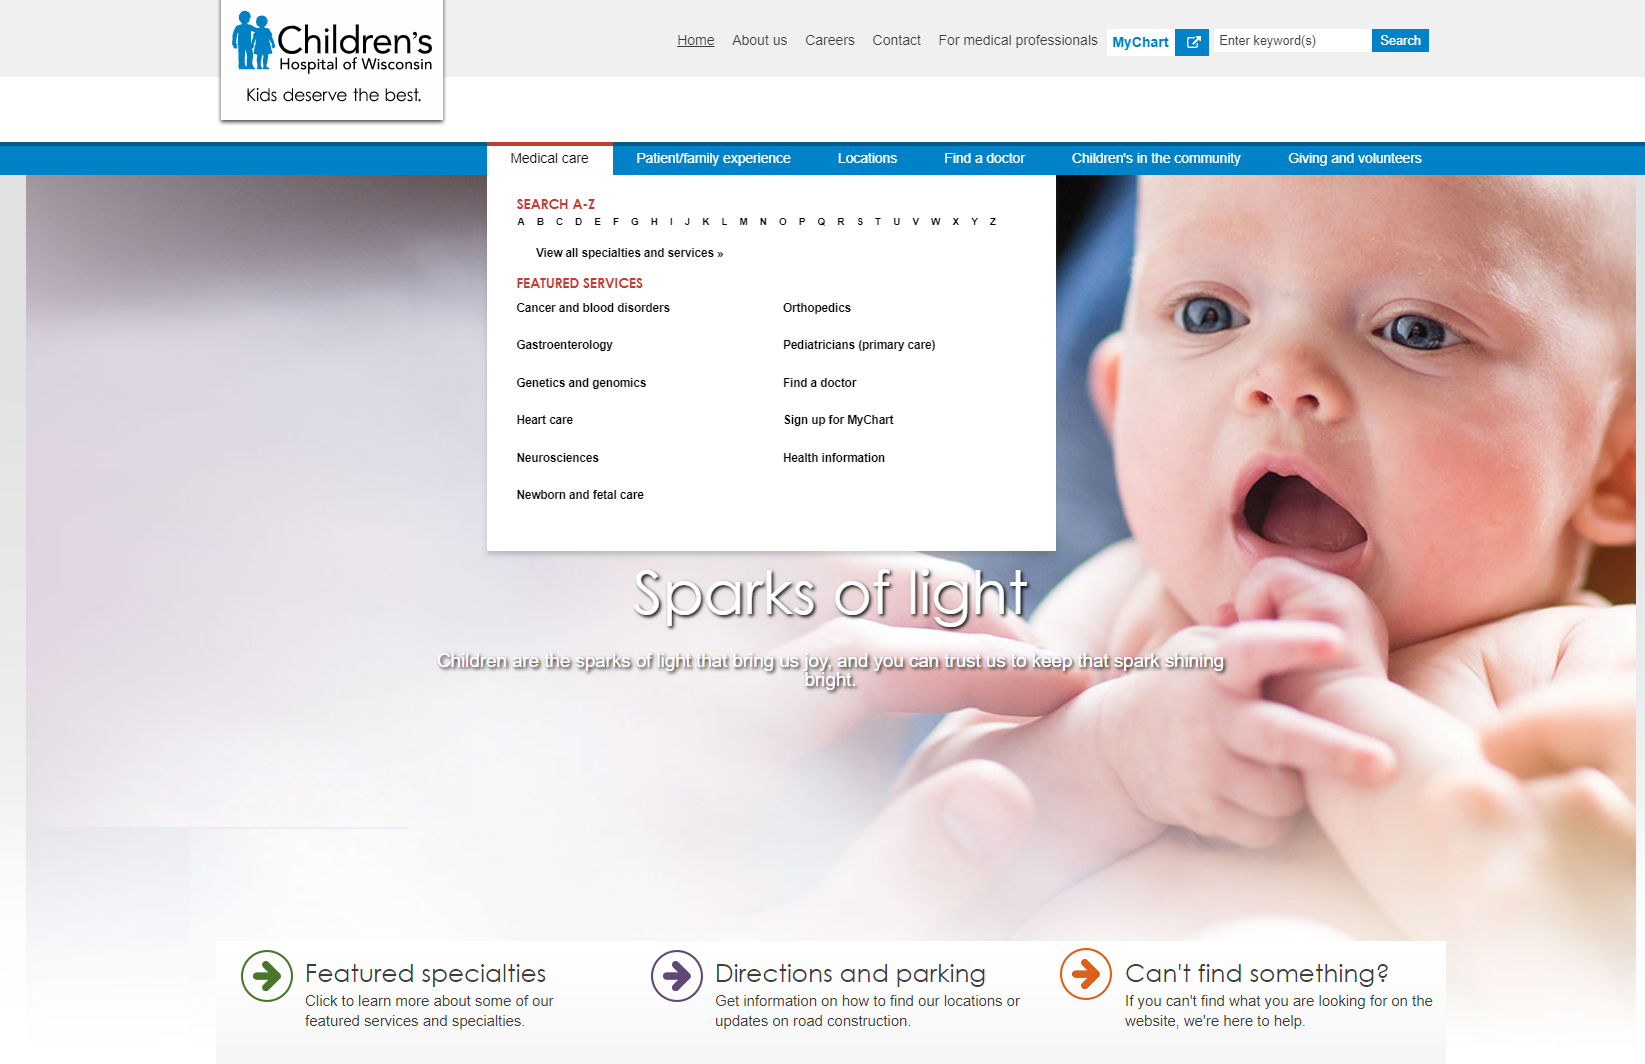 Children's
Hospital of Wisconsin
Kids deserve the best.
Home About us Careers Contact For medical professionals MyChart Enter keyword(s) Search
Medical care Patient/family experience Locations Find a doctor Children's in the community Giving and volunteers
SEARCH A-Z
A B C D E F G H I J K L M N O P Q R S T U V W X Y Z
View all specialties and services »
FEATURED SERVICES
Cancer and blood disorders
Gastroenterology
Genetics and genomics
Heart care
Neurosciences
Newborn and fetal care
Orthopedics
Pediatricians (primary care)
Find a doctor
Sign up for MyChart
Health information
Sparks of light
Children are the sparks of light that bring us joy, and you can trust us to keep that spark shining
bright.
Featured specialties
Click to learn more about some of our
featured services and specialties.
Directions and parking
Get information on how to find our locations or
updates on road construction.
Can't find something?
If you can't find what you are looking for on the
website, we're here to help.